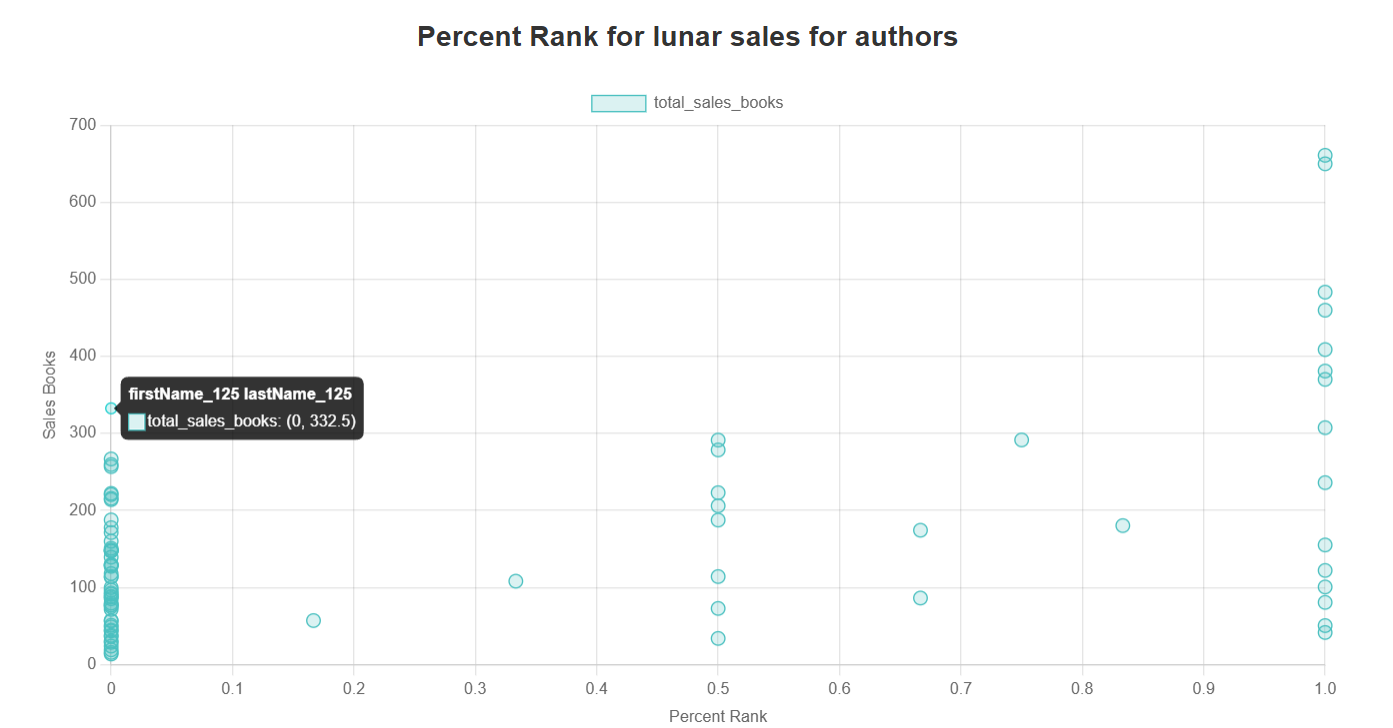 Percent Rank for lunar sales for authors
total_sales_books
700
600
500
400
300
200
100
0
Sales Books
firstName_125 lastName_125
total_sales_books: (0, 332.5)
0 0.1 0.2 0.3 0.4 0.5 0.6 0.7 0.8 0.9 1.0
Percent Rank